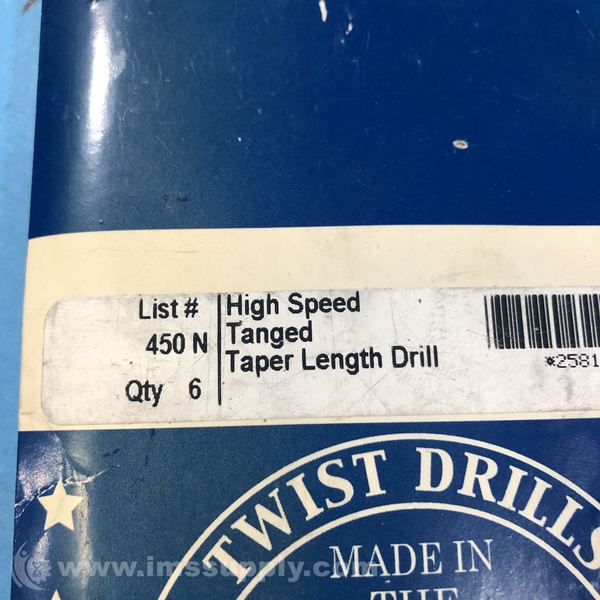 List # High Speed
450 N Tanged
Taper Length Drill
Qty 6
*2581
TWIST DRILLS
MADE IN
THE
www.imssupply.com